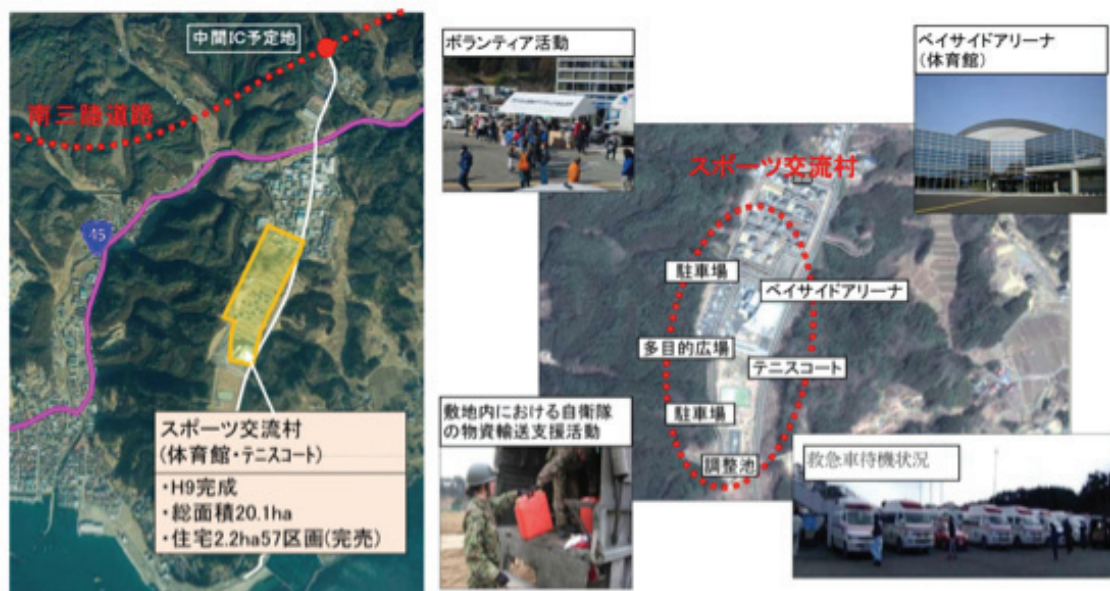 中間IC予定地
南三陸道路
45
スポーツ交流村
(体育館・テニスコート)
・H9完成
・総面積20.1ha
・住宅2.2ha57区画(完売)
ボランティア活動
ベイサイドアリーナ
(体育館)
スポーツ交流村
駐車場
ベイサイドアリーナ
多目的広場
テニスコート
駐車場
調整池
敷地内における自衛隊
の物資輸送支援活動
救急車待機状況